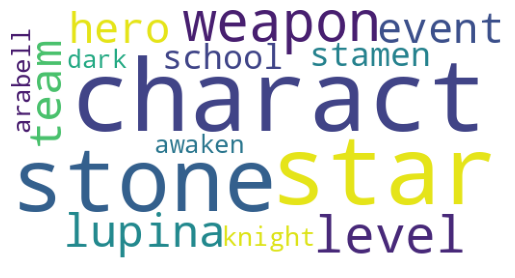 hero weapon event
arabell team dark school stamen
charact
awaken
stone star
lupina knight level